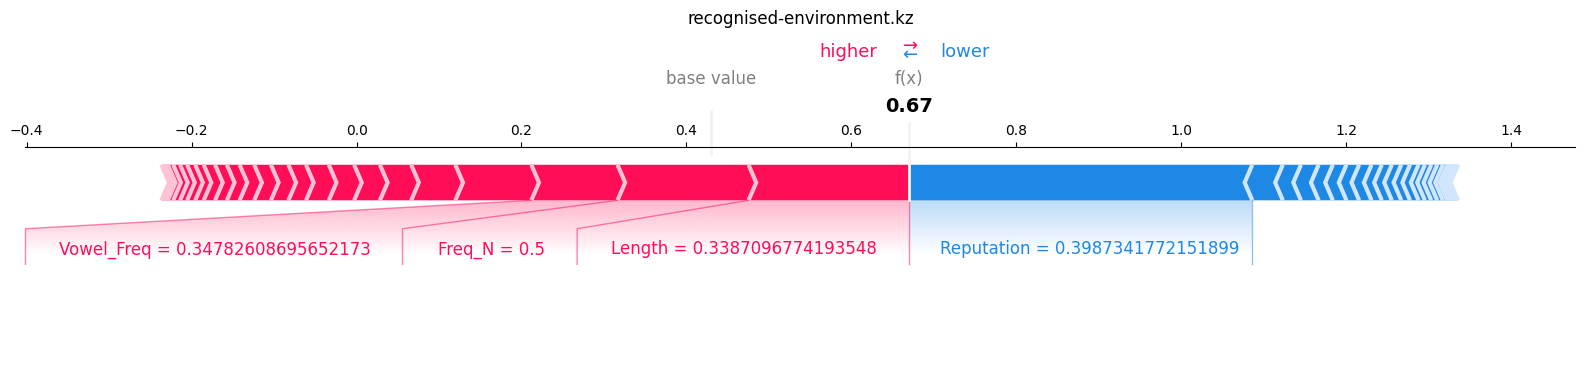 recognised-environment.kz
higher ⇄ lower
base value f(x)
0.67
−0.4 −0.2 0.0 0.2 0.4 0.6 0.8 1.0 1.2 1.4
Vowel_Freq = 0.34782608695652173 Freq_N = 0.5 Length = 0.3387096774193548 Reputation = 0.3987341772151899